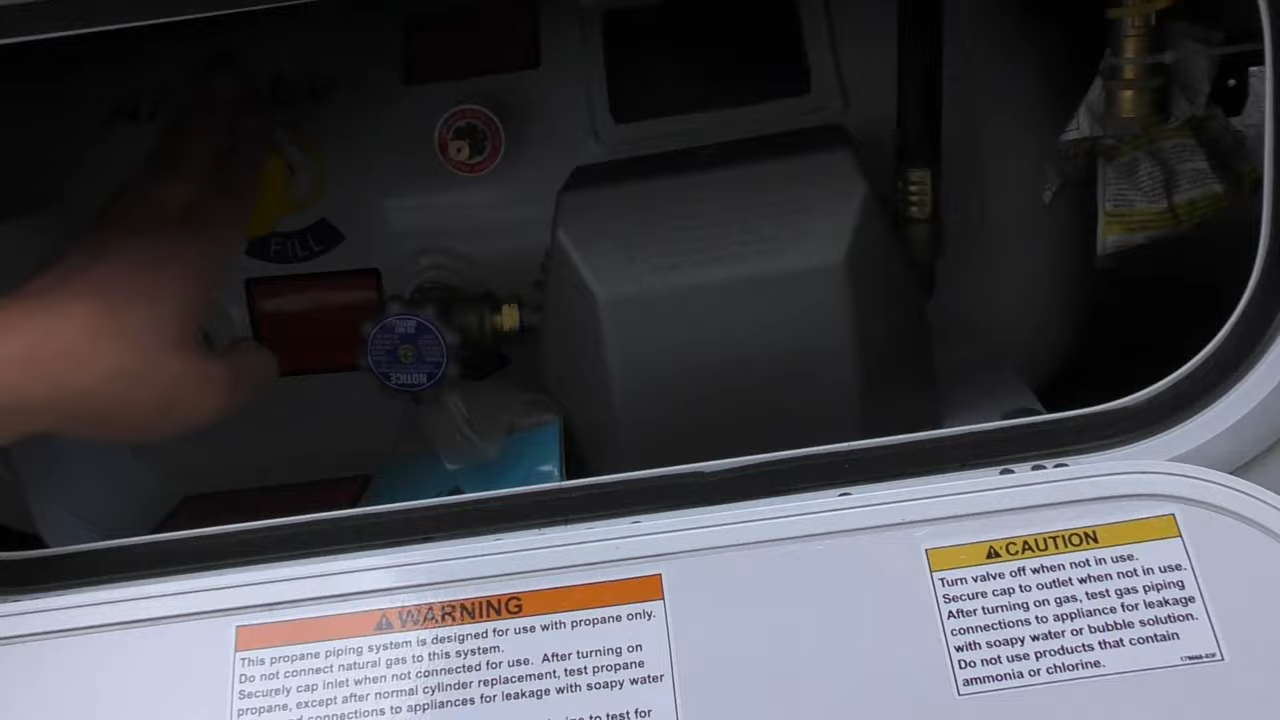 FILL
NOTICE
WARNING
This propane piping system is designed for use with propane only.
Do not connect natural gas to this system.
Securely cap inlet when not connected for use. After turning on
propane, except after normal cylinder replacement, test propane
connections to appliances for leakage with soapy water
to test for
CAUTION
Turn valve off when not in use.
Secure cap to outlet when not in use.
After turning on gas, test gas piping
connections to appliance for leakage
with soapy water or bubble solution.
Do not use products that contain
ammonia or chlorine.